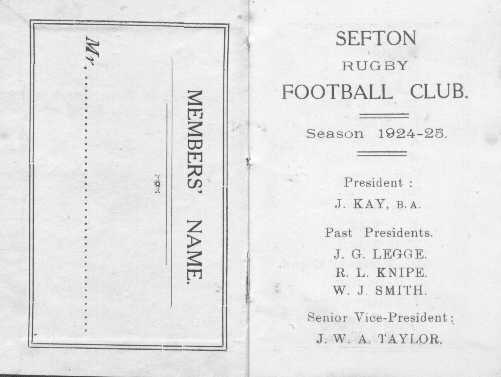 MEMBERS' NAME.
Mr.
SEFTON
RUGBY
FOOTBALL CLUB.
Season 1924-25.
President :
J. KAY, B.A.
Past Presidents.
J. G. LEGGE.
R. L. KNIPE.
W. J. SMITH.
Senior Vice-President :
J. W. A. TAYLOR.